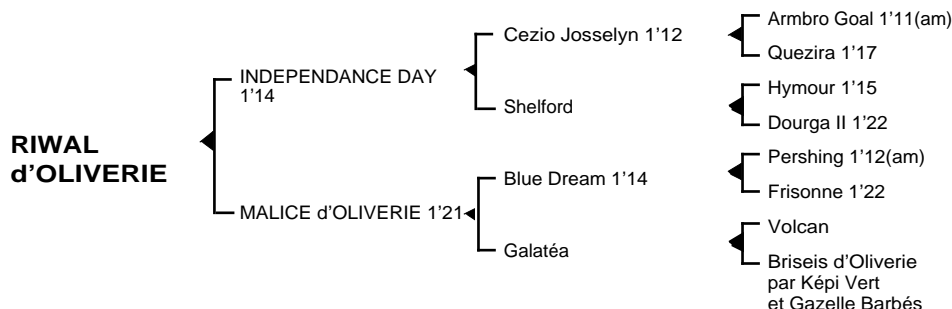 RIWAL
d’OLIVERIE
INDEPENDANCE DAY
1’14
MALICE d’OLIVERIE 1’21
Cezio Josselyn 1’12
Shelford
Blue Dream 1’14
Galatéa
Armbro Goal 1’11(am)
Quezira 1’17
Hymour 1’15
Dourga II 1’22
Pershing 1’12(am)
Frisonne 1’22
Volcan
Briseis d’Oliverie
par Képi Vert
et Gazelle Barbés